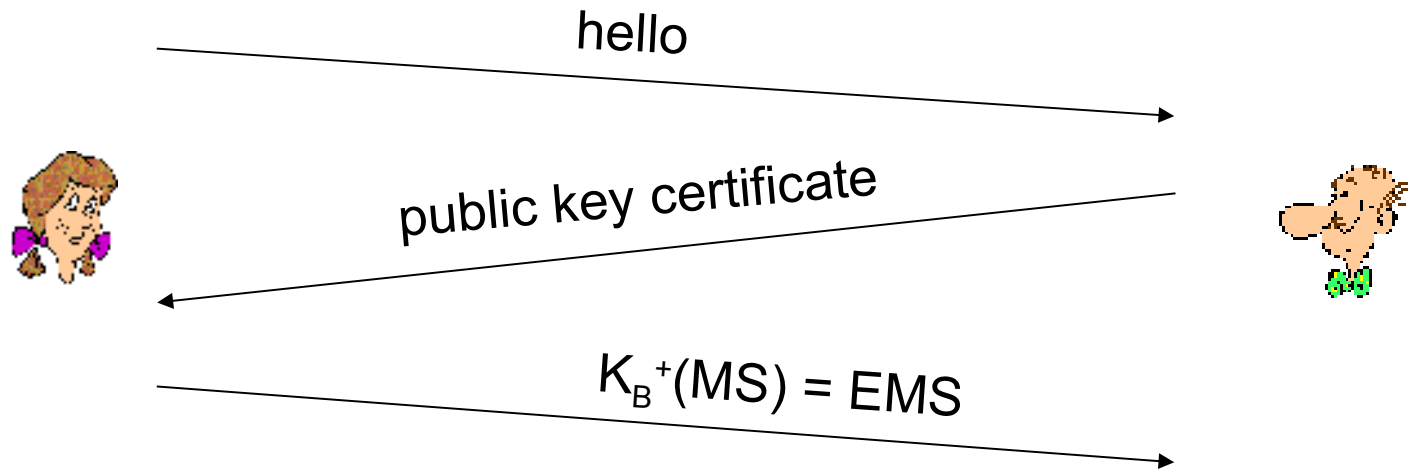 hello
public key certificate
K_B⁺(MS) = EMS